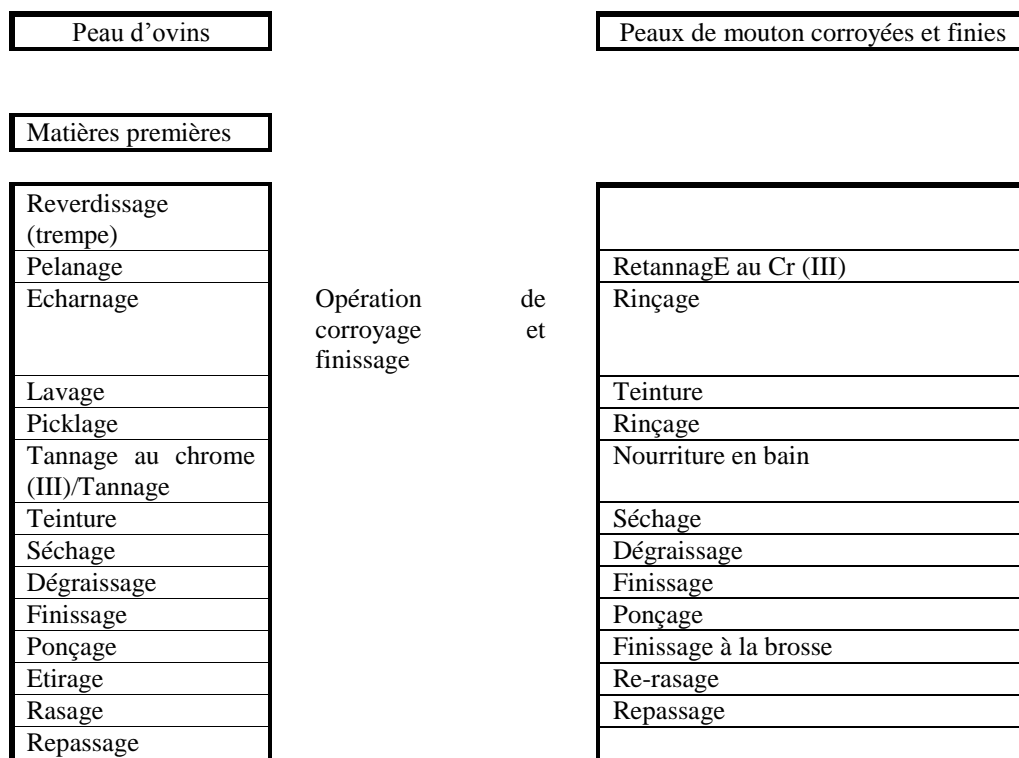 Peau d’ovins
Peaux de mouton corroyées et finies
Matières premières
Reverdissage
(trempe)
Pelanage
RetannagE au Cr (III)
Echarnage
Opération de
corroyage et
finissage
Rinçage
Lavage
Teinture
Picklage
Rinçage
Tannage au chrome
(III)/Tannage
Nourriture en bain
Teinture
Séchage
Séchage
Dégraissage
Dégraissage
Finissage
Finissage
Ponçage
Ponçage
Finissage à la brosse
Etirage
Re-rasage
Rasage
Repassage
Repassage